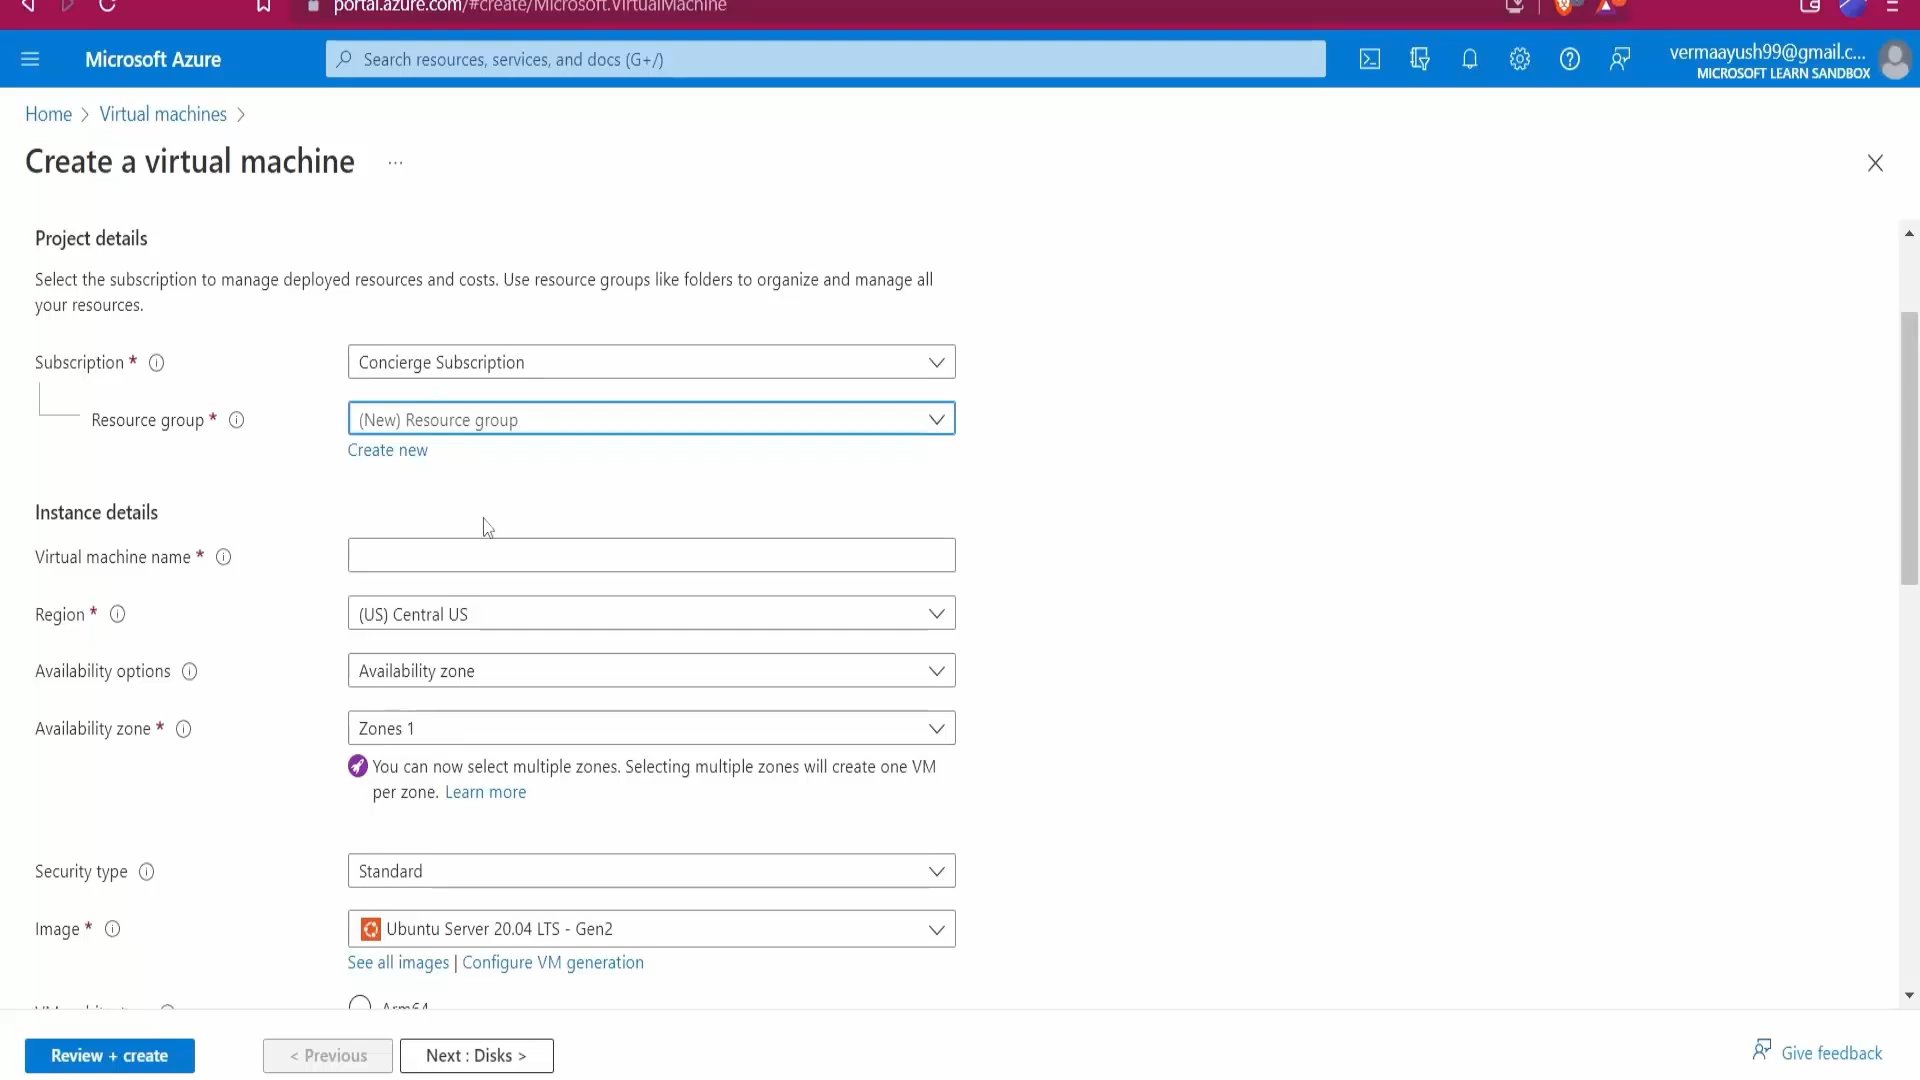 portal.azure.com/#create/Microsoft.VirtualMachine
Microsoft Azure
Search resources, services, and docs (G+/)
vermaayush99@gmail.c...
MICROSOFT LEARN SANDBOX
Home > Virtual machines >
Create a virtual machine ...
Project details
Select the subscription to manage deployed resources and costs. Use resource groups like folders to organize and manage all
your resources.
Subscription *
Concierge Subscription
Resource group *
(New) Resource group
Create new
Instance details
Virtual machine name *
Region *
(US) Central US
Availability options
Availability zone
Availability zone *
Zones 1
You can now select multiple zones. Selecting multiple zones will create one VM
per zone. Learn more
Security type
Standard
Image *
Ubuntu Server 20.04 LTS - Gen2
See all images | Configure VM generation
Arm64
Review + create
< Previous
Next : Disks >
Give feedback